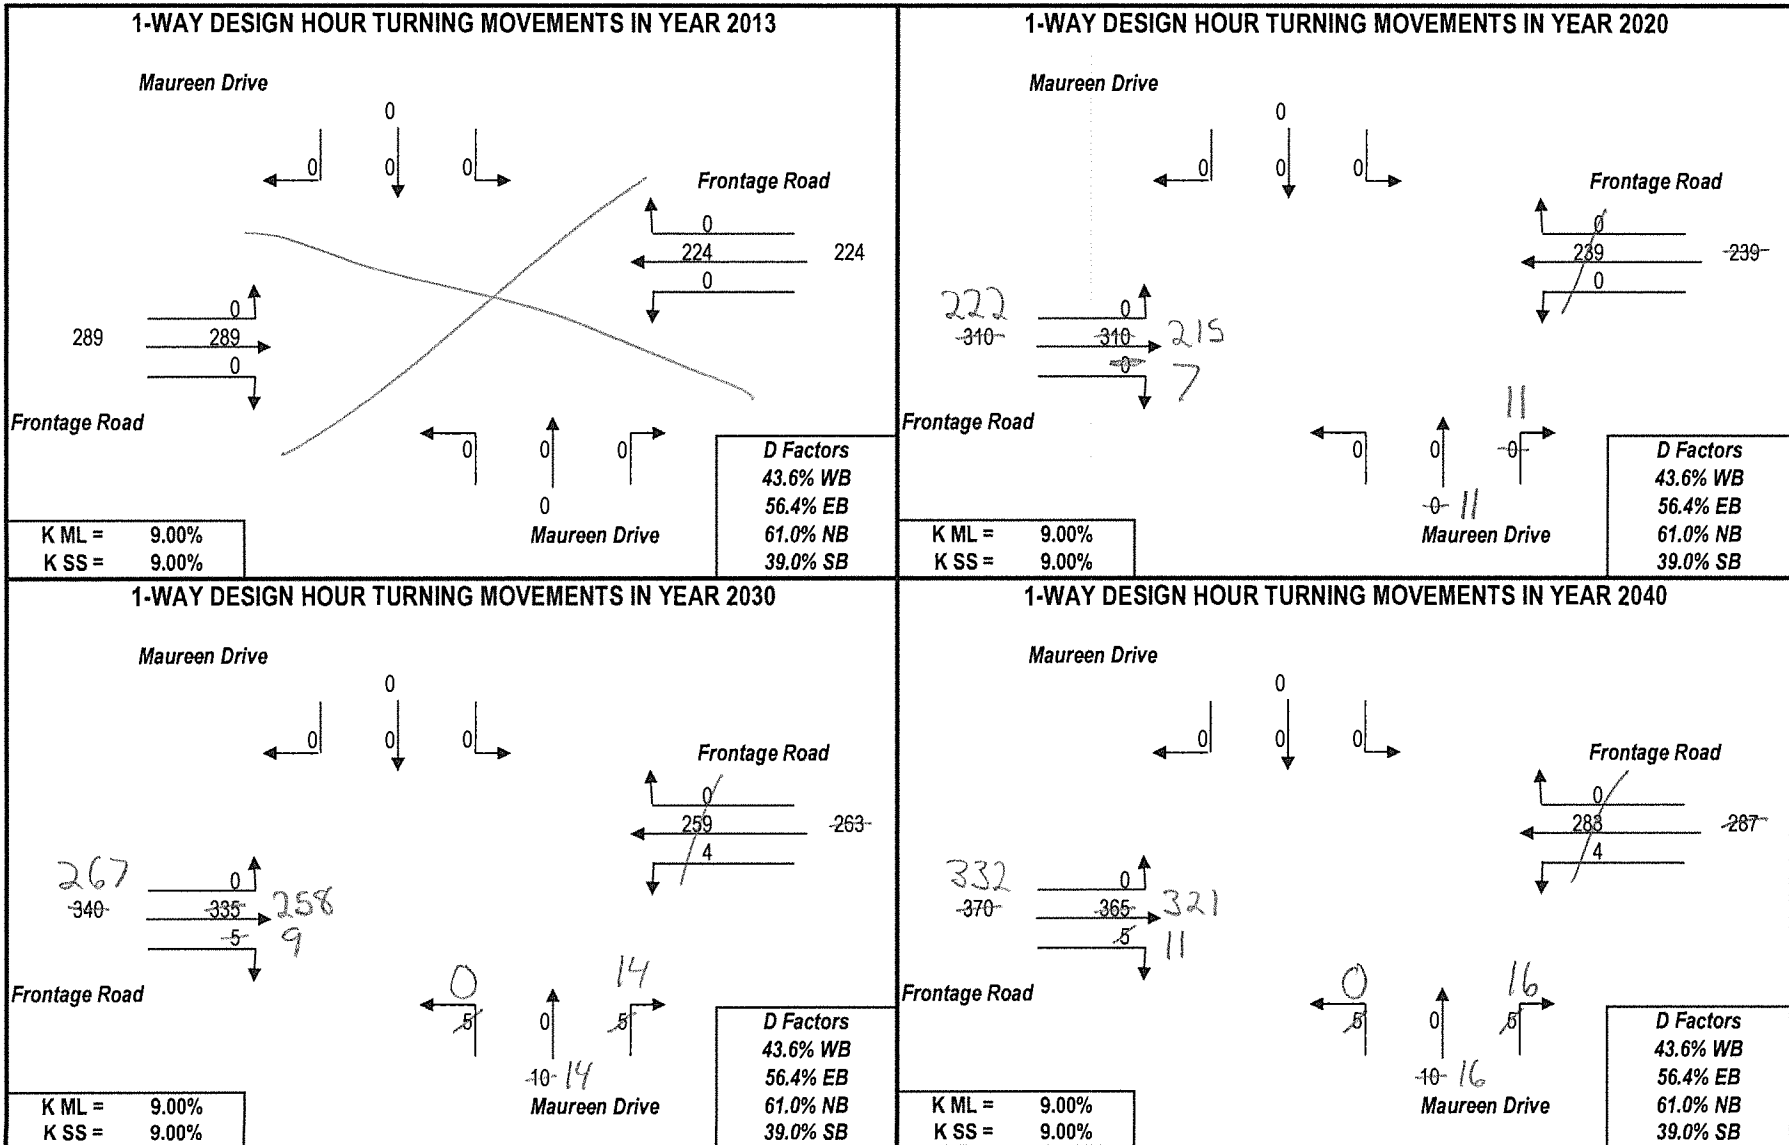 1-WAY DESIGN HOUR TURNING MOVEMENTS IN YEAR 2013
Maureen Drive
0
0 0 0
Frontage Road
0
224 224
0
0
289 289
0
Frontage Road
0 0 0
0
Maureen Drive
D Factors
43.6% WB
56.4% EB
61.0% NB
39.0% SB
K ML = 9.00%
K SS = 9.00%
1-WAY DESIGN HOUR TURNING MOVEMENTS IN YEAR 2020
Maureen Drive
0
0 0 0
Frontage Road
0
239 239
0
222 0
310 310 215
0 7
Frontage Road
11
0 0 0
0 11
Maureen Drive
D Factors
43.6% WB
56.4% EB
61.0% NB
39.0% SB
K ML = 9.00%
K SS = 9.00%
1-WAY DESIGN HOUR TURNING MOVEMENTS IN YEAR 2030
Maureen Drive
0
0 0 0
Frontage Road
0
259 263
4
267 0
340 335 258
5 9
Frontage Road
0 14
5 0 5
10 14
Maureen Drive
D Factors
43.6% WB
56.4% EB
61.0% NB
39.0% SB
K ML = 9.00%
K SS = 9.00%
1-WAY DESIGN HOUR TURNING MOVEMENTS IN YEAR 2040
Maureen Drive
0
0 0 0
Frontage Road
0
283 287
4
332 0
370 365 321
5 11
Frontage Road
0 16
5 0 5
10 16
Maureen Drive
D Factors
43.6% WB
56.4% EB
61.0% NB
39.0% SB
K ML = 9.00%
K SS = 9.00%